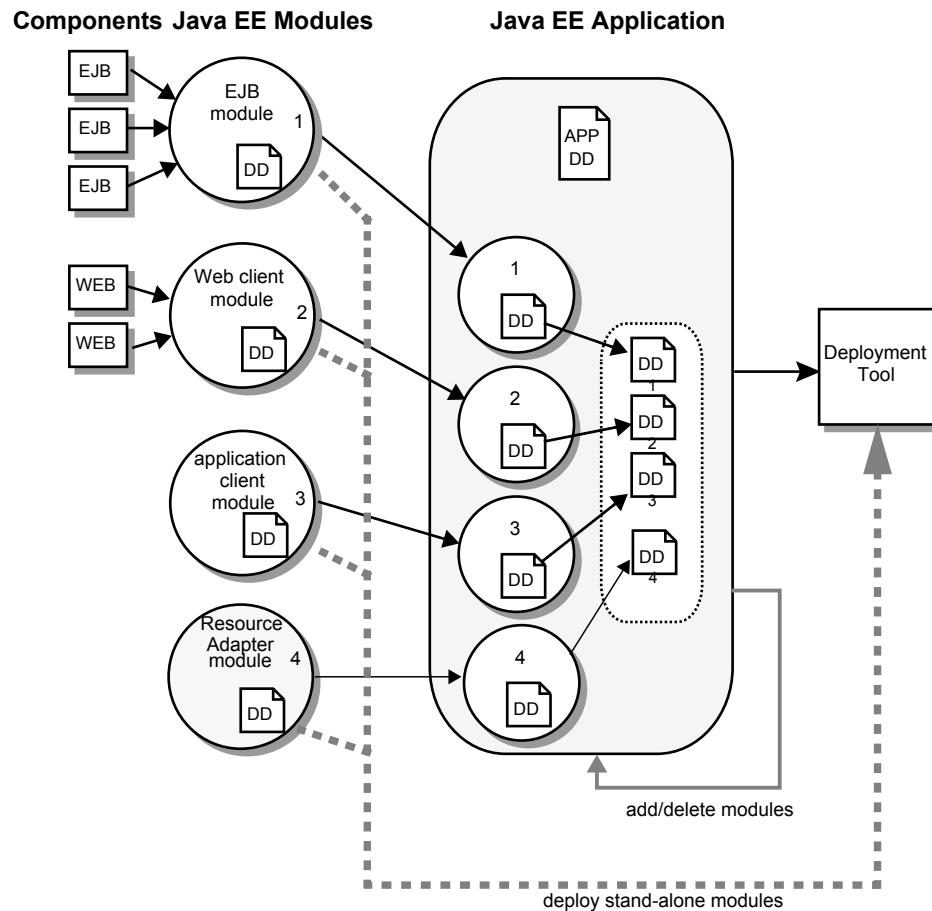 Components Java EE Modules
Java EE Application
EJB
EJB
EJB
EJB
module
1
DD
WEB
WEB
Web client
module
2
DD
application
client
module
3
DD
Resource
Adapter
module
4
DD
APP
DD
1
DD
2
DD
3
DD
4
DD
DD
1
DD
2
DD
3
DD
4
Deployment
Tool
add/delete modules
deploy stand-alone modules